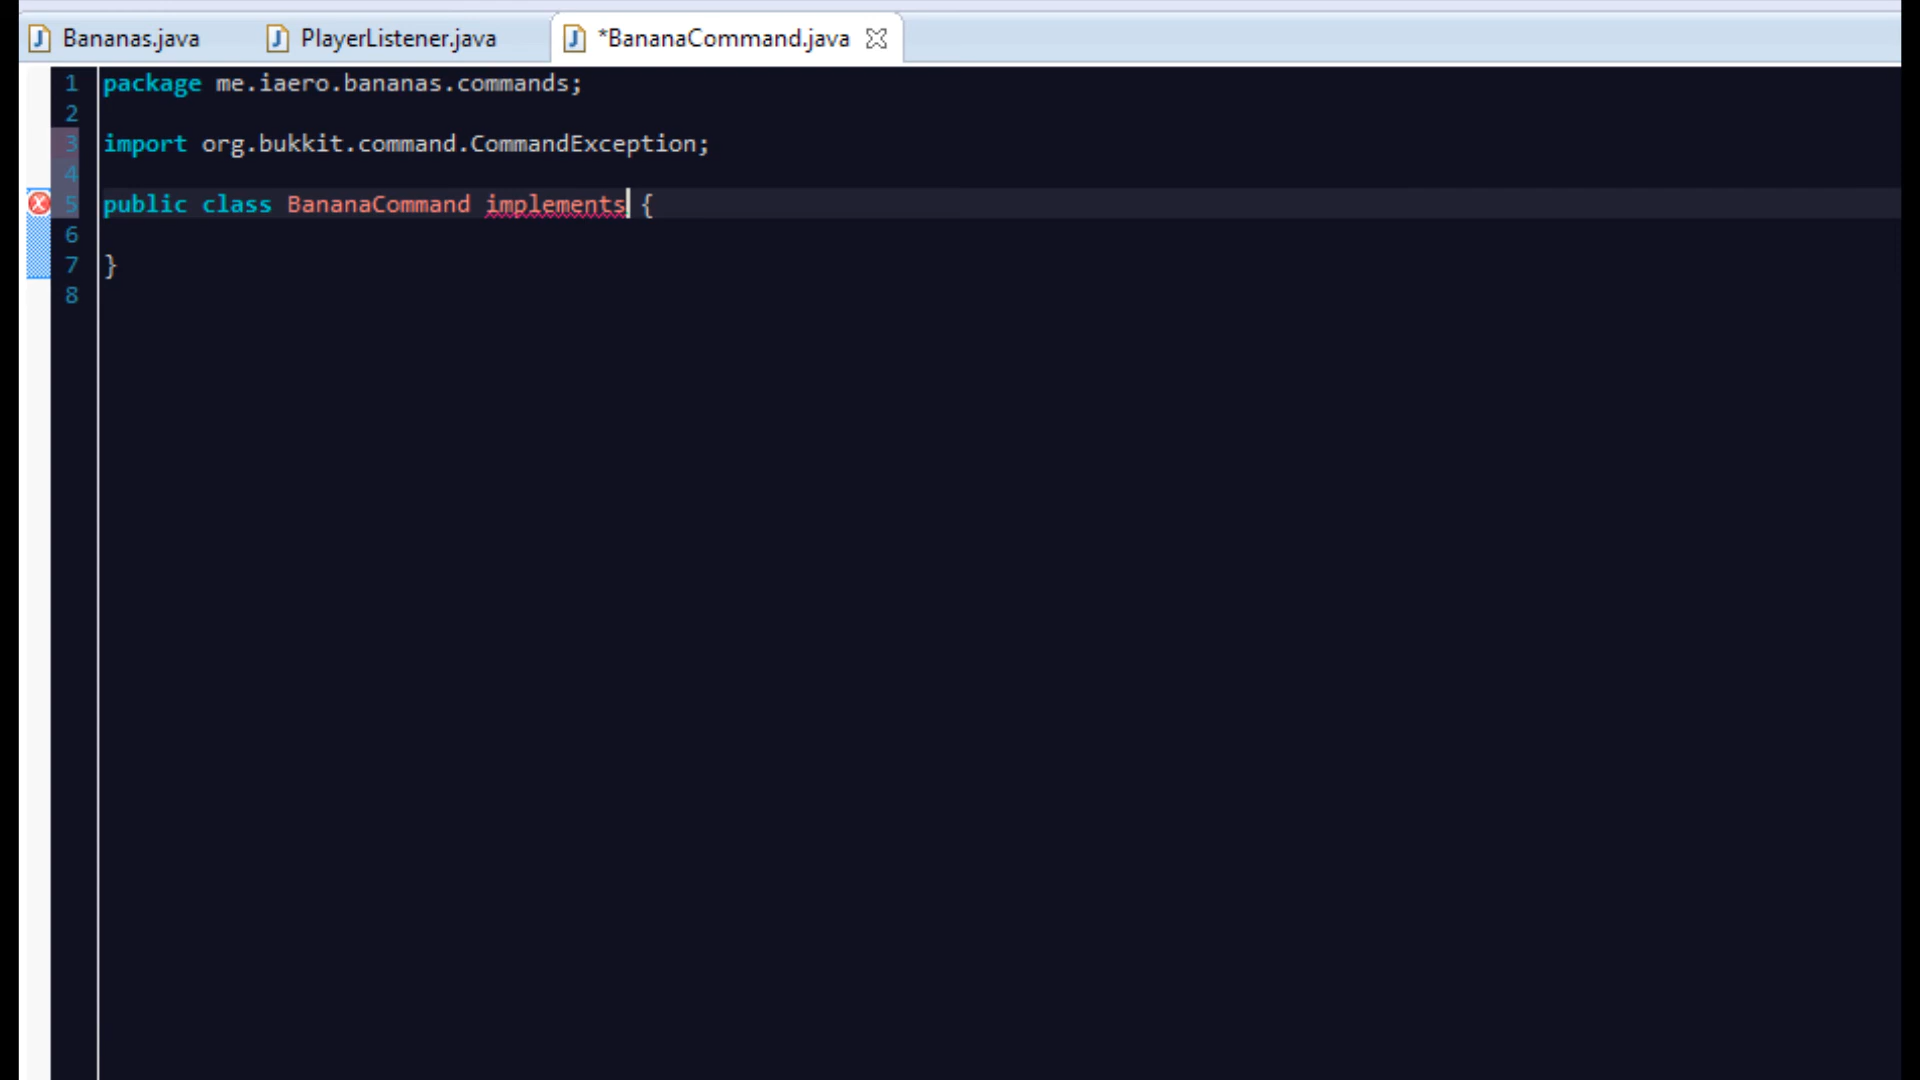 Bananas.java PlayerListener.java *BananaCommand.java
1 package me.iaero.bananas.commands;
2
3 import org.bukkit.command.CommandException;
4
5 public class BananaCommand implements {
6
7 }
8